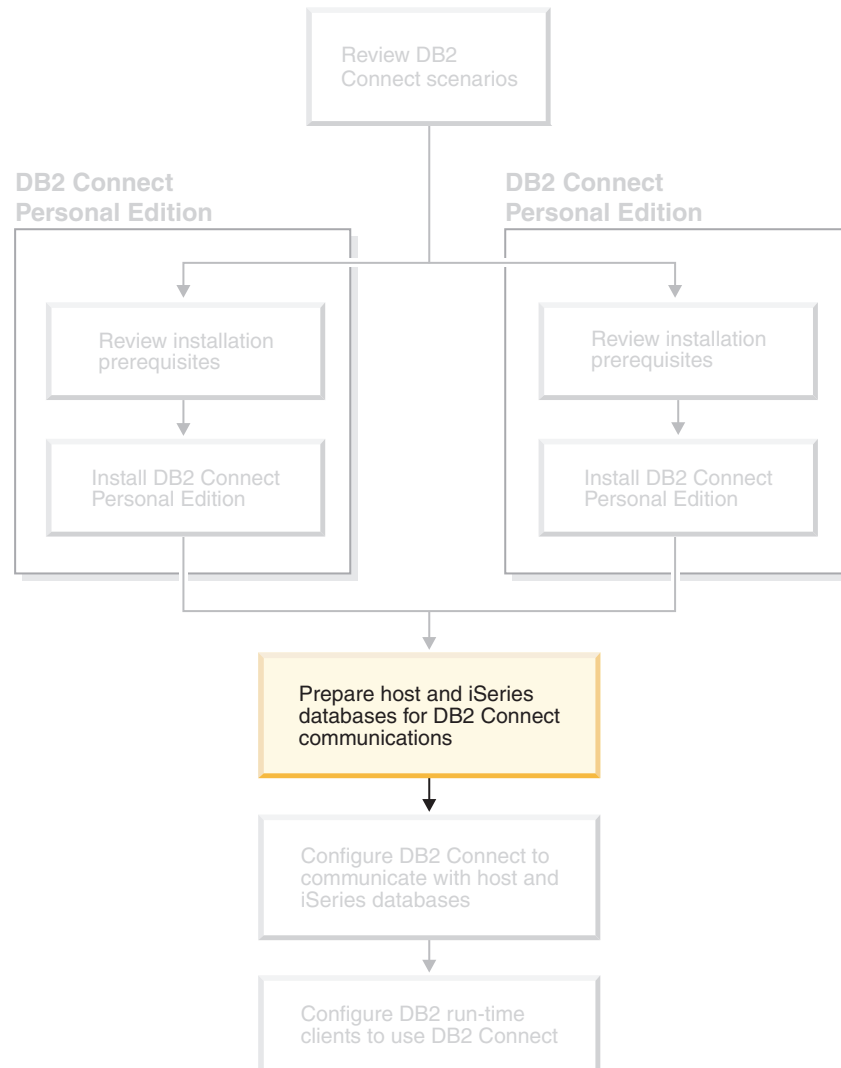 Review DB2
Connect scenarios
DB2 Connect
Personal Edition
Review installation
prerequisites
Install DB2 Connect
Personal Edition
DB2 Connect
Personal Edition
Review installation
prerequisites
Install DB2 Connect
Personal Edition
Prepare host and iSeries
databases for DB2 Connect
communications
Configure DB2 Connect to
communicate with host and
iSeries databases
Configure DB2 run-time
clients to use DB2 Connect